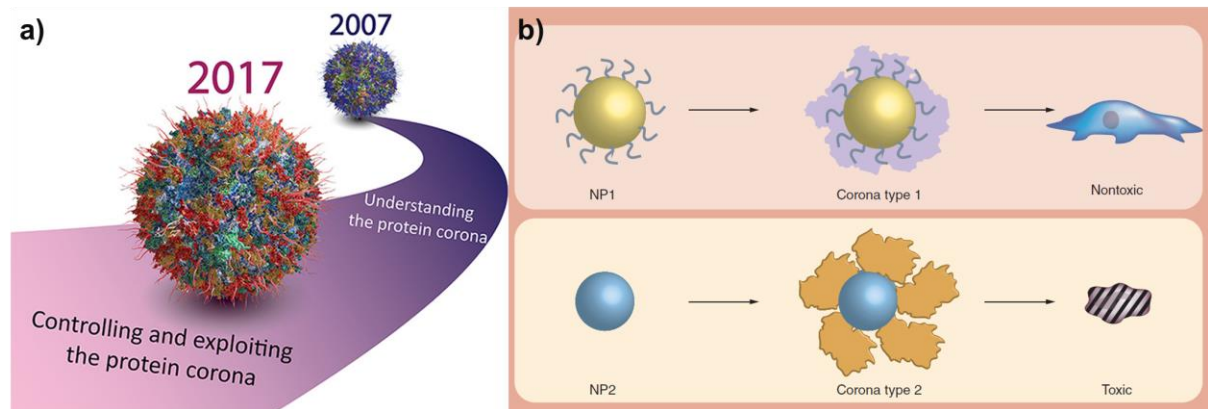 a)
2007
2017
Understanding
the protein corona
Controlling and exploiting
the protein corona
b)
NP1
Corona type 1
Nontoxic
NP2
Corona type 2
Toxic